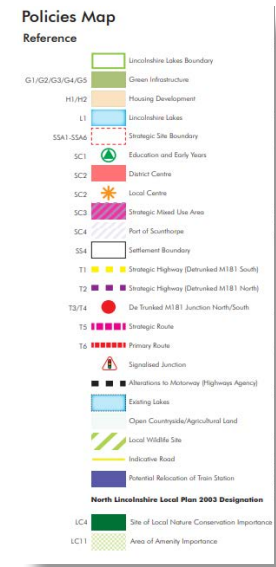 Policies Map
Reference
Lincolnshire Lakes Boundary
G1/G2/G3/G4/G5 Green Infrastructure
H1/H2 Housing Development
L1 Lincolnshire Lakes
SSA1-SSA6 Strategic Site Boundary
SC1 Education and Early Years
SC2 District Centre
SC2 Local Centre
SC3 Strategic Mixed Use Area
SC4 Port of Scunthorpe
SS4 Settlement Boundary
T1 Strategic Highway (Detrunked M181 South)
T2 Strategic Highway (Detrunked M181 North)
T3/T4 De Trunked M181 Junction North/South
T5 Strategic Route
T6 Primary Route
Signalised Junction
Alterations to Motorway (Highways Agency)
Existing Lakes
Open Countryside/Agricultural Land
Local Wildlife Site
Indicative Road
Potential Relocation of Train Station
North Lincolnshire Local Plan 2003 Designation
LC4 Site of Local Nature Conservation Importance
LC11 Area of Amenity Importance